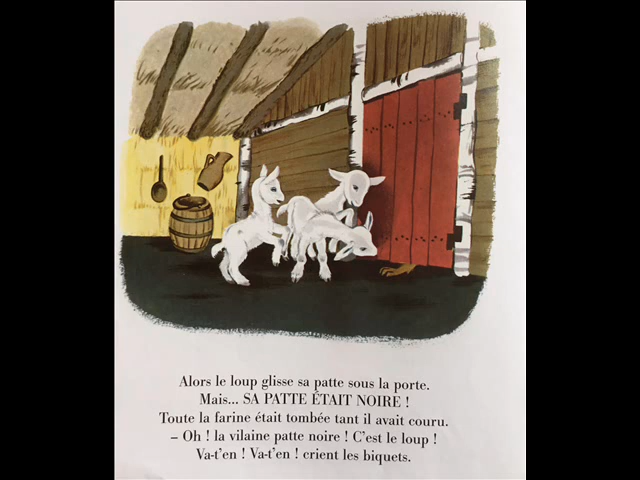 Alors le loup glisse sa patte sous la porte.
Mais... SA PATTE ÉTAIT NOIRE !
Toute la farine était tombée tant il avait couru.
– Oh ! la vilaine patte noire ! C'est le loup !
Va-t'en ! Va-t'en ! crient les biquets.